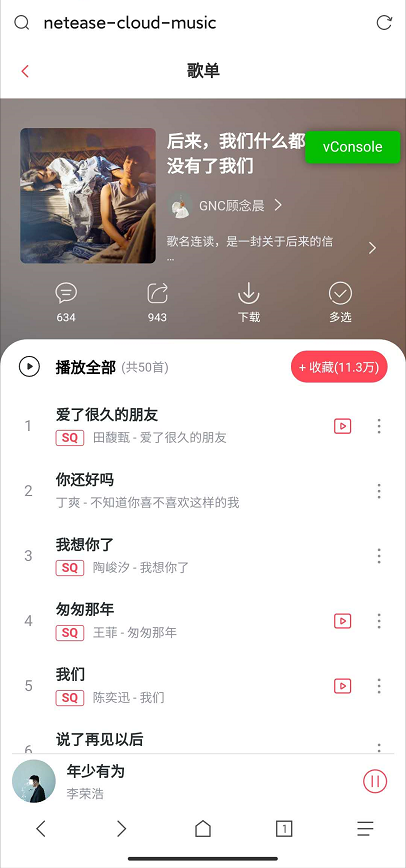 netease-cloud-music
歌单
后来，我们什么都
没有了我们
vConsole
GNC顾念晨
歌名连读，是一封关于后来的信
...
634
943
下载
多选
播放全部 (共50首)
+ 收藏(11.3万)
1
爱了很久的朋友
SQ 田馥甄 - 爱了很久的朋友
2
你还好吗
丁爽 - 不知道你喜不喜欢这样的我
3
我想你了
SQ 陶峻汐 - 我想你了
4
匆匆那年
SQ 王菲 - 匆匆那年
5
我们
SQ 陈奕迅 - 我们
6
说了再见以后
年少有为
李荣浩
1